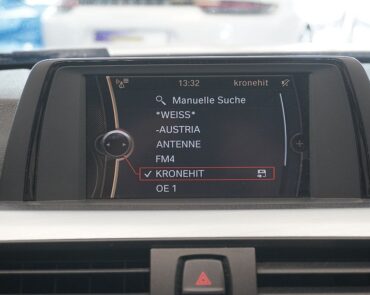 13:32 kronehit
Manuelle Suche
*WEISS*
-AUSTRIA
ANTENNE
FM4
KRONEHIT
OE 1